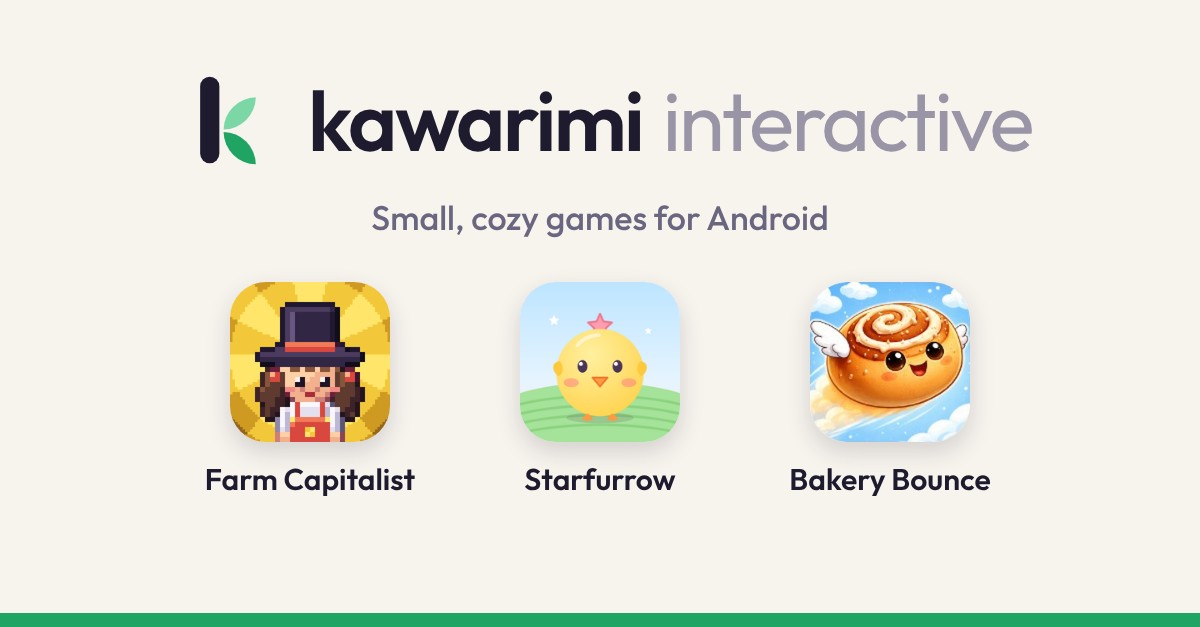 kawarimi interactive
Small, cozy games for Android
Farm Capitalist
Starfurrow
Bakery Bounce